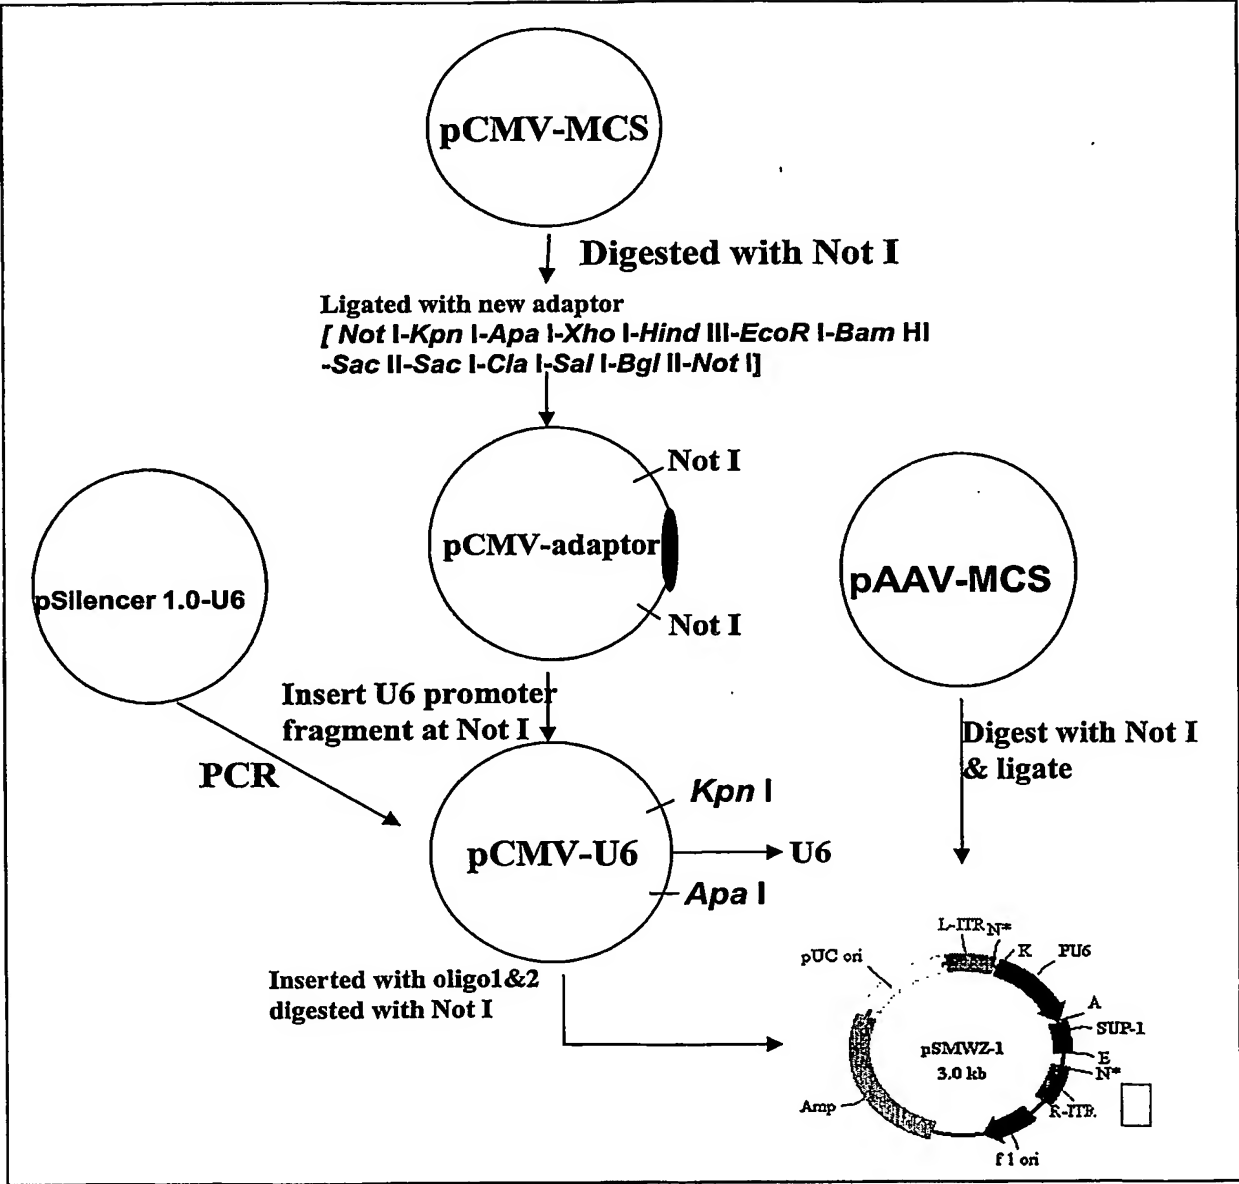 pCMV-MCS
Digested with Not I
Ligated with new adaptor
[ Not I-Kpn I-Apa I-Xho I-Hind III-EcoR I-Bam HI
-Sac II-Sac I-Cla I-Sal I-Bgl II-Not I]
Not I
pCMV-adaptor
Not I
pSilencer 1.0-U6
pAAV-MCS
Insert U6 promoter
fragment at Not I
PCR
Digest with Not I
& ligate
Kpn I
pCMV-U6
U6
Apa I
Inserted with oligo1&2
digested with Not I
L-ITR
N*
K
PU6
pUC ori
A
SUP-1
pSMWZ-1
3.0 kb
E
N*
R-ITR
Amp
f1 ori